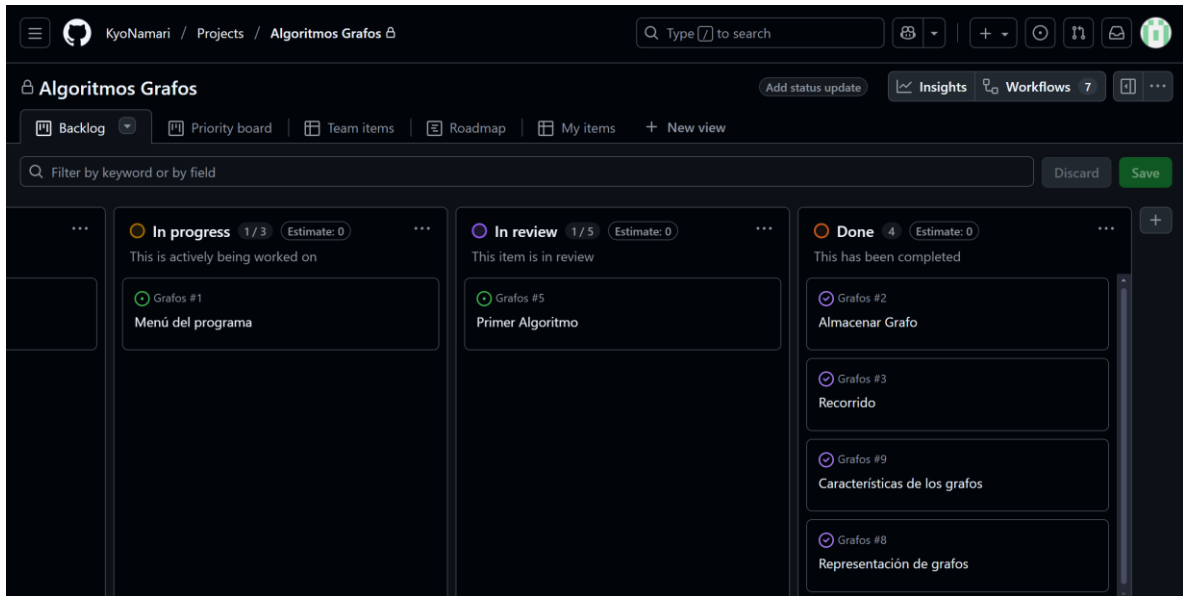 KyoNamari / Projects / Algoritmos Grafos
Type / to search
Algoritmos Grafos
Add status update
Insights
Workflows 7
Backlog
Priority board
Team items
Roadmap
My items
+ New view
Filter by keyword or by field
Discard
Save
In progress 1 / 3 Estimate: 0
This is actively being worked on
Grafos #1
Menú del programa
In review 1 / 5 Estimate: 0
This item is in review
Grafos #5
Primer Algoritmo
Done 4 Estimate: 0
This has been completed
Grafos #2
Almacenar Grafo
Grafos #3
Recorrido
Grafos #9
Características de los grafos
Grafos #8
Representación de grafos